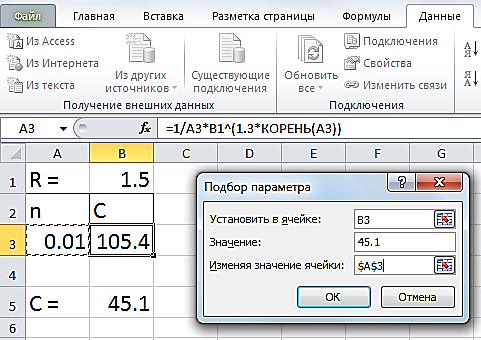 Файл Главная Вставка Разметка страницы Формулы Данные
Из Access
Из Интернета
Из текста
Из других источников
Существующие подключения
Получение внешних данных
Обновить все
Подключения
Свойства
Изменить связи
Подключения
А↓Я
Я↓А
A3 fx =1/A3*B1^(1.3*КОРЕНЬ(A3))
A B C D E F G
1 R = 1.5
2 n C
3 0.01 105.4
4
5 C = 45.1
6
Подбор параметра ?
Установить в ячейке: B3
Значение: 45.1
Изменяя значение ячейки: $A$3
ОК Отмена